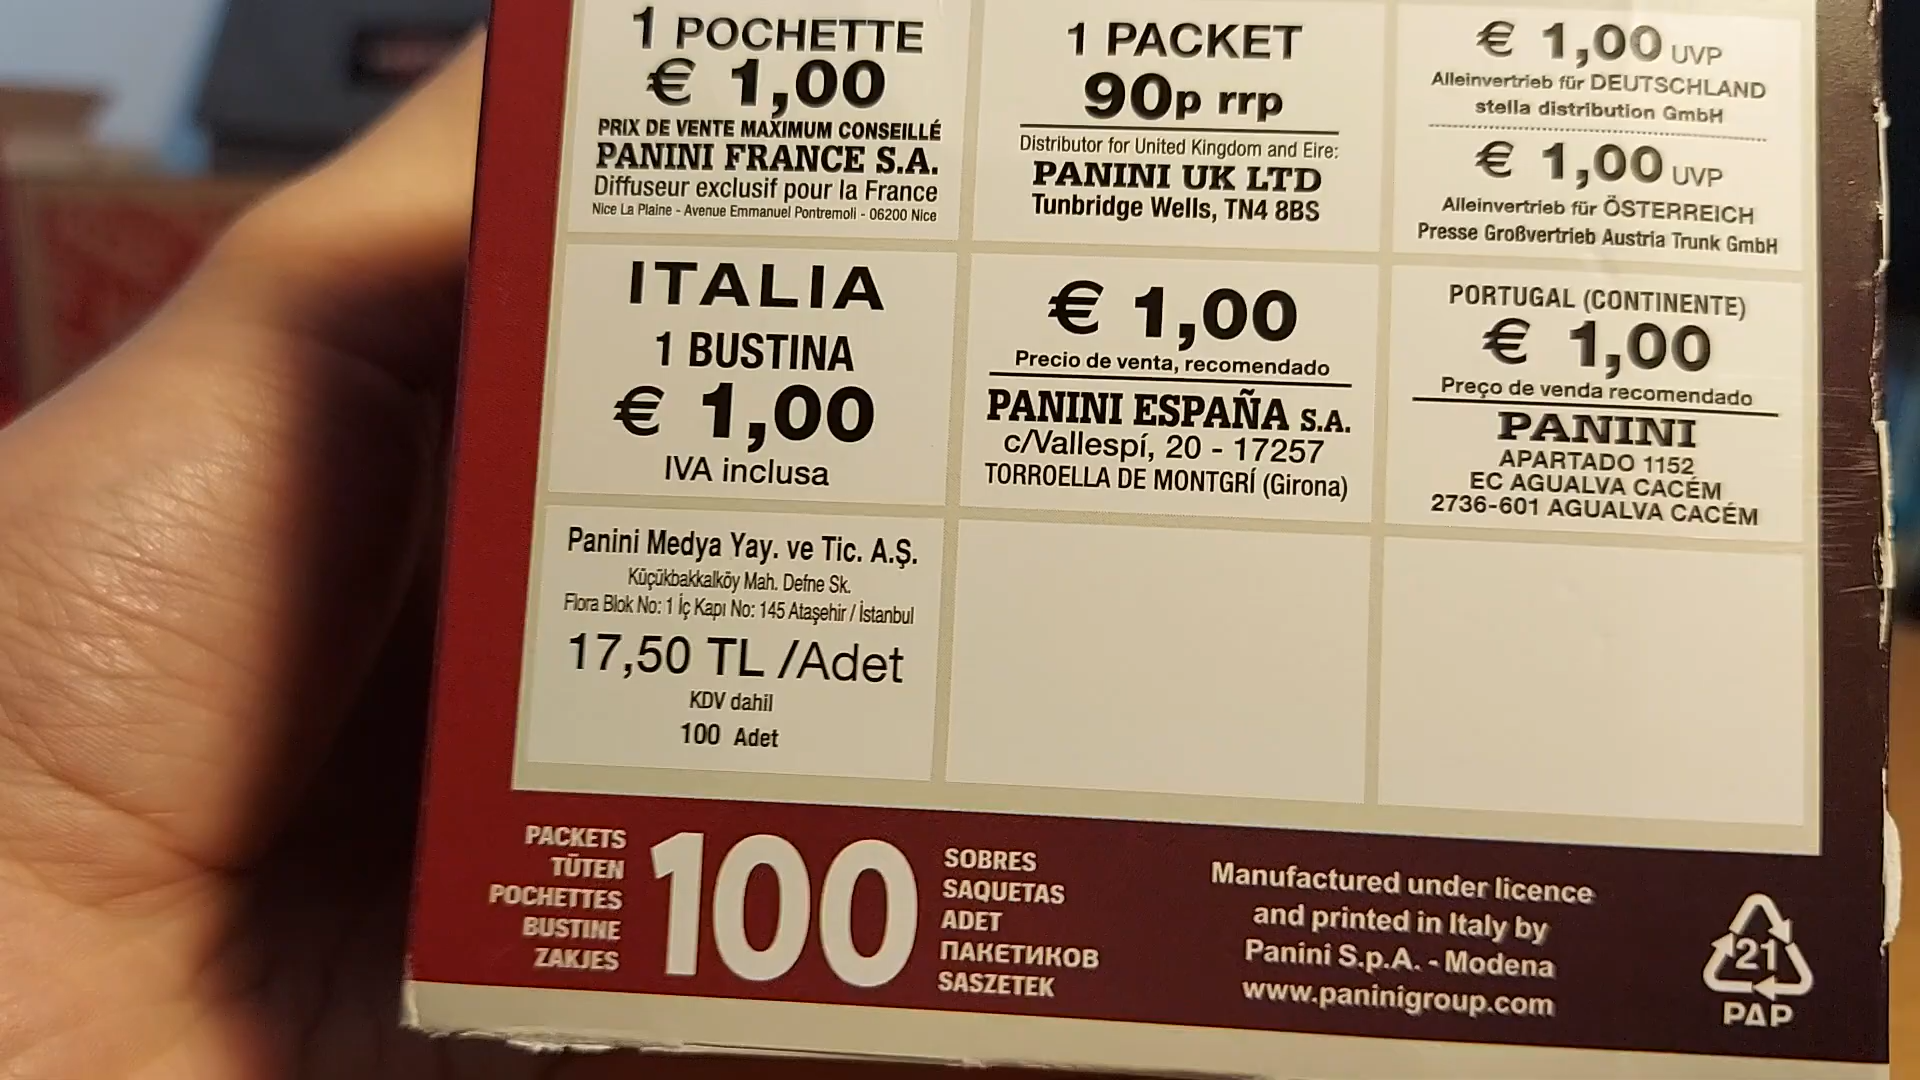 1 POCHETTE
€ 1,00
PRIX DE VENTE MAXIMUM CONSEILLÉ
PANINI FRANCE S.A.
Diffuseur exclusif pour la France
Nice La Plaine - Avenue Emmanuel Pontremoli - 06200 Nice
1 PACKET
90p rrp
Distributor for United Kingdom and Eire:
PANINI UK LTD
Tunbridge Wells, TN4 8BS
€ 1,00 UVP
Alleinvertrieb für DEUTSCHLAND
stella distribution GmbH
€ 1,00 UVP
Alleinvertrieb für ÖSTERREICH
Presse Großvertrieb Austria Trunk GmbH
ITALIA
1 BUSTINA
€ 1,00
IVA inclusa
€ 1,00
Precio de venta, recomendado
PANINI ESPAÑA S.A.
c/Vallespí, 20 - 17257
TORROELLA DE MONTGRÍ (Girona)
PORTUGAL (CONTINENTE)
€ 1,00
Preço de venda recomendado
PANINI
APARTADO 1152
EC AGUALVA CACÉM
2736-601 AGUALVA CACÉM
Panini Medya Yay. ve Tic. A.Ş.
Küçükbakkalköy Mah. Defne Sk.
Flora Blok No: 1 İç Kapı No: 145 Ataşehir / İstanbul
17,50 TL /Adet
KDV dahil
100 Adet
PACKETS
TÜTEN
POCHETTES
BUSTINE
ZAKJES
100
SOBRES
SAQUETAS
ADET
ПАКЕТИКОВ
SASZETEK
Manufactured under licence
and printed in Italy by
Panini S.p.A. - Modena
www.paninigroup.com
21
PAP